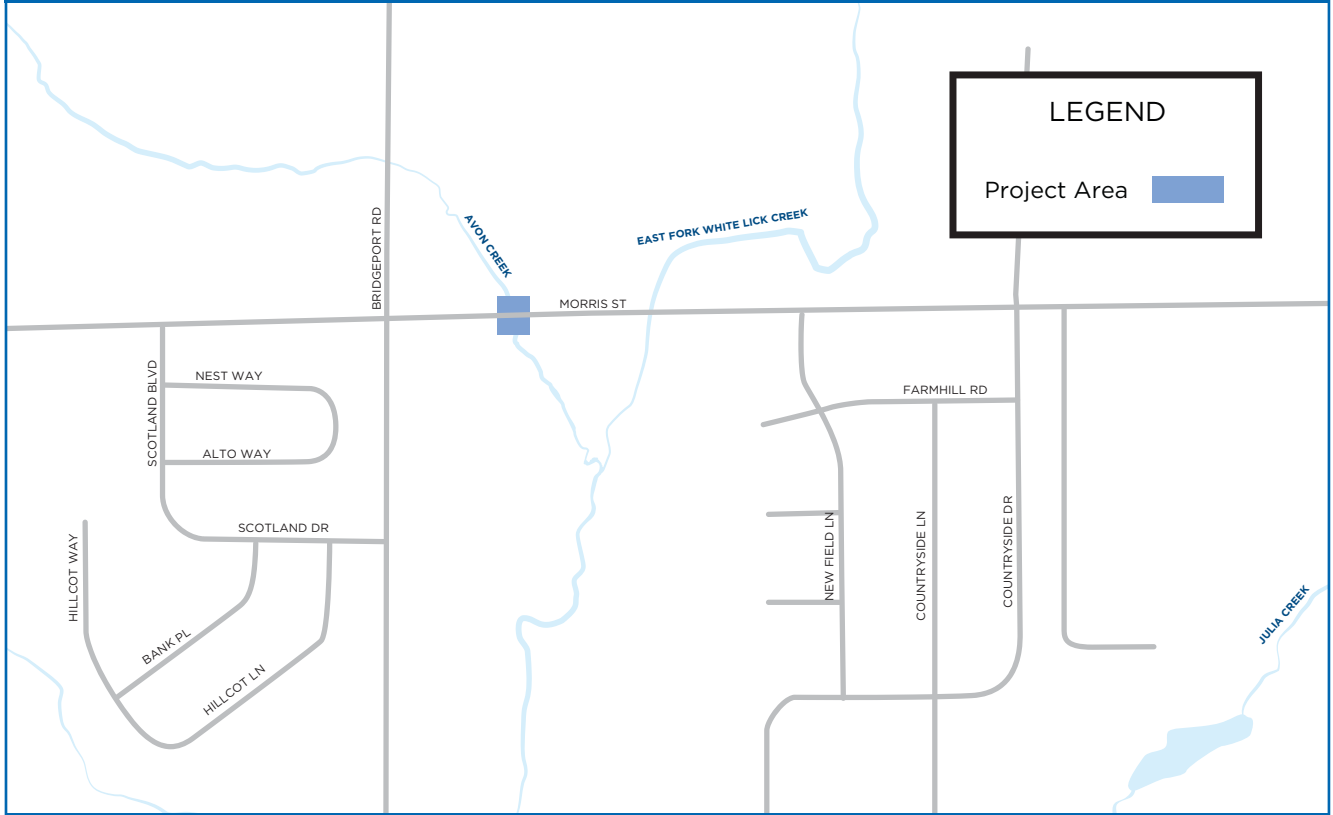 LEGEND
Project Area
BRIDGEPORT RD
AVON CREEK
EAST FORK WHITE LICK CREEK
MORRIS ST
SCOTLAND BLVD
NEST WAY
FARMHILL RD
ALTO WAY
SCOTLAND DR
HILLCOT WAY
NEW FIELD LN
COUNTRYSIDE LN
COUNTRYSIDE DR
BANK PL
HILLCOT LN
JULIA CREEK